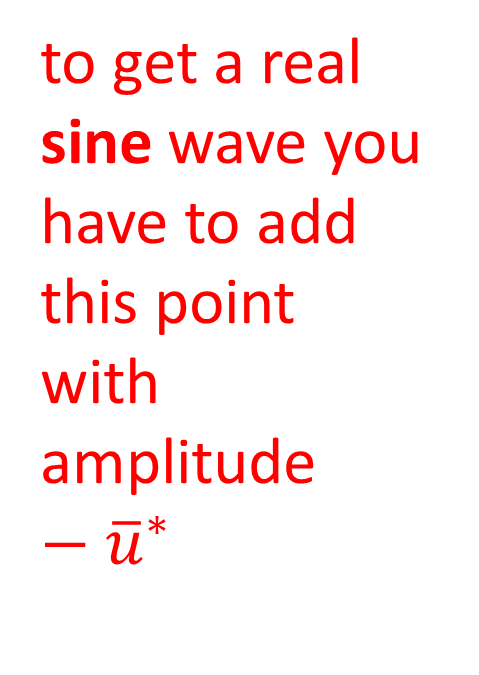 to get a real
sine wave you
have to add
this point
with
amplitude
− u̅*